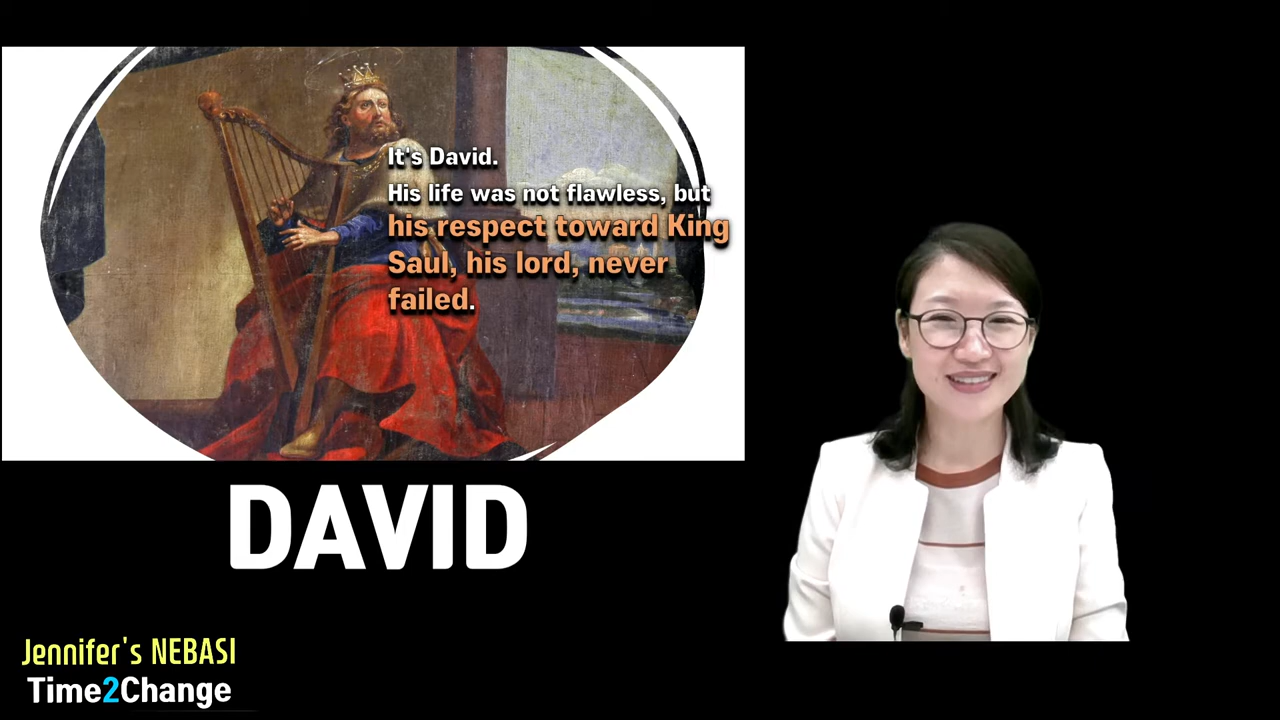 It's David.
His life was not flawless, but
his respect toward King
Saul, his lord, never
failed.
DAVID
Jennifer's NEBASI
Time2Change